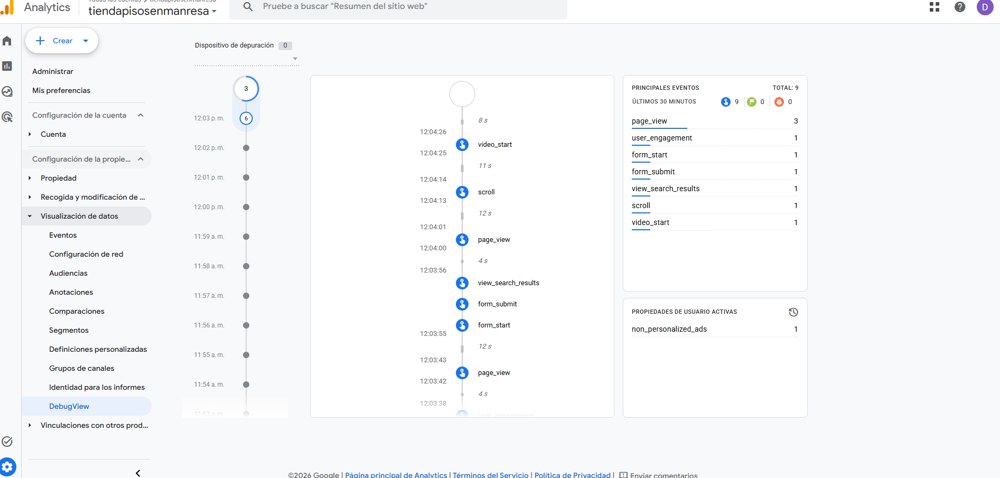 Analytics
tiendapisosenmanresa
Pruebe a buscar "Resumen del sitio web"
D
Crear
Administrar
Mis preferencias
Configuración de la cuenta
Cuenta
Configuración de la propie...
Propiedad
Recogida y modificación de ...
Visualización de datos
Eventos
Configuración de red
Audiencias
Anotaciones
Comparaciones
Segmentos
Definiciones personalizadas
Grupos de canales
Identidad para los informes
DebugView
Vinculaciones con otros prod...
Dispositivo de depuración 0
3
12:03 p. m. 6
12:02 p. m.
12:01 p. m.
12:00 p. m.
11:59 a. m.
11:58 a. m.
11:57 a. m.
11:56 a. m.
11:55 a. m.
11:54 a. m.
11:53 a. m.
8 s
12:04:26
video_start
12:04:25
11 s
12:04:14
scroll
12:04:13
12 s
12:04:01
page_view
12:04:00
4 s
12:03:56
view_search_results
form_submit
form_start
12:03:55
12 s
12:03:43
page_view
12:03:42
4 s
12:03:38
user_engagement
PRINCIPALES EVENTOS TOTAL: 9
ÚLTIMOS 30 MINUTOS 9 0 0
page_view 3
user_engagement 1
form_start 1
form_submit 1
view_search_results 1
scroll 1
video_start 1
PROPIEDADES DE USUARIO ACTIVAS
non_personalized_ads 1
©2026 Google | Página principal de Analytics | Términos del Servicio | Política de Privacidad | Enviar comentarios